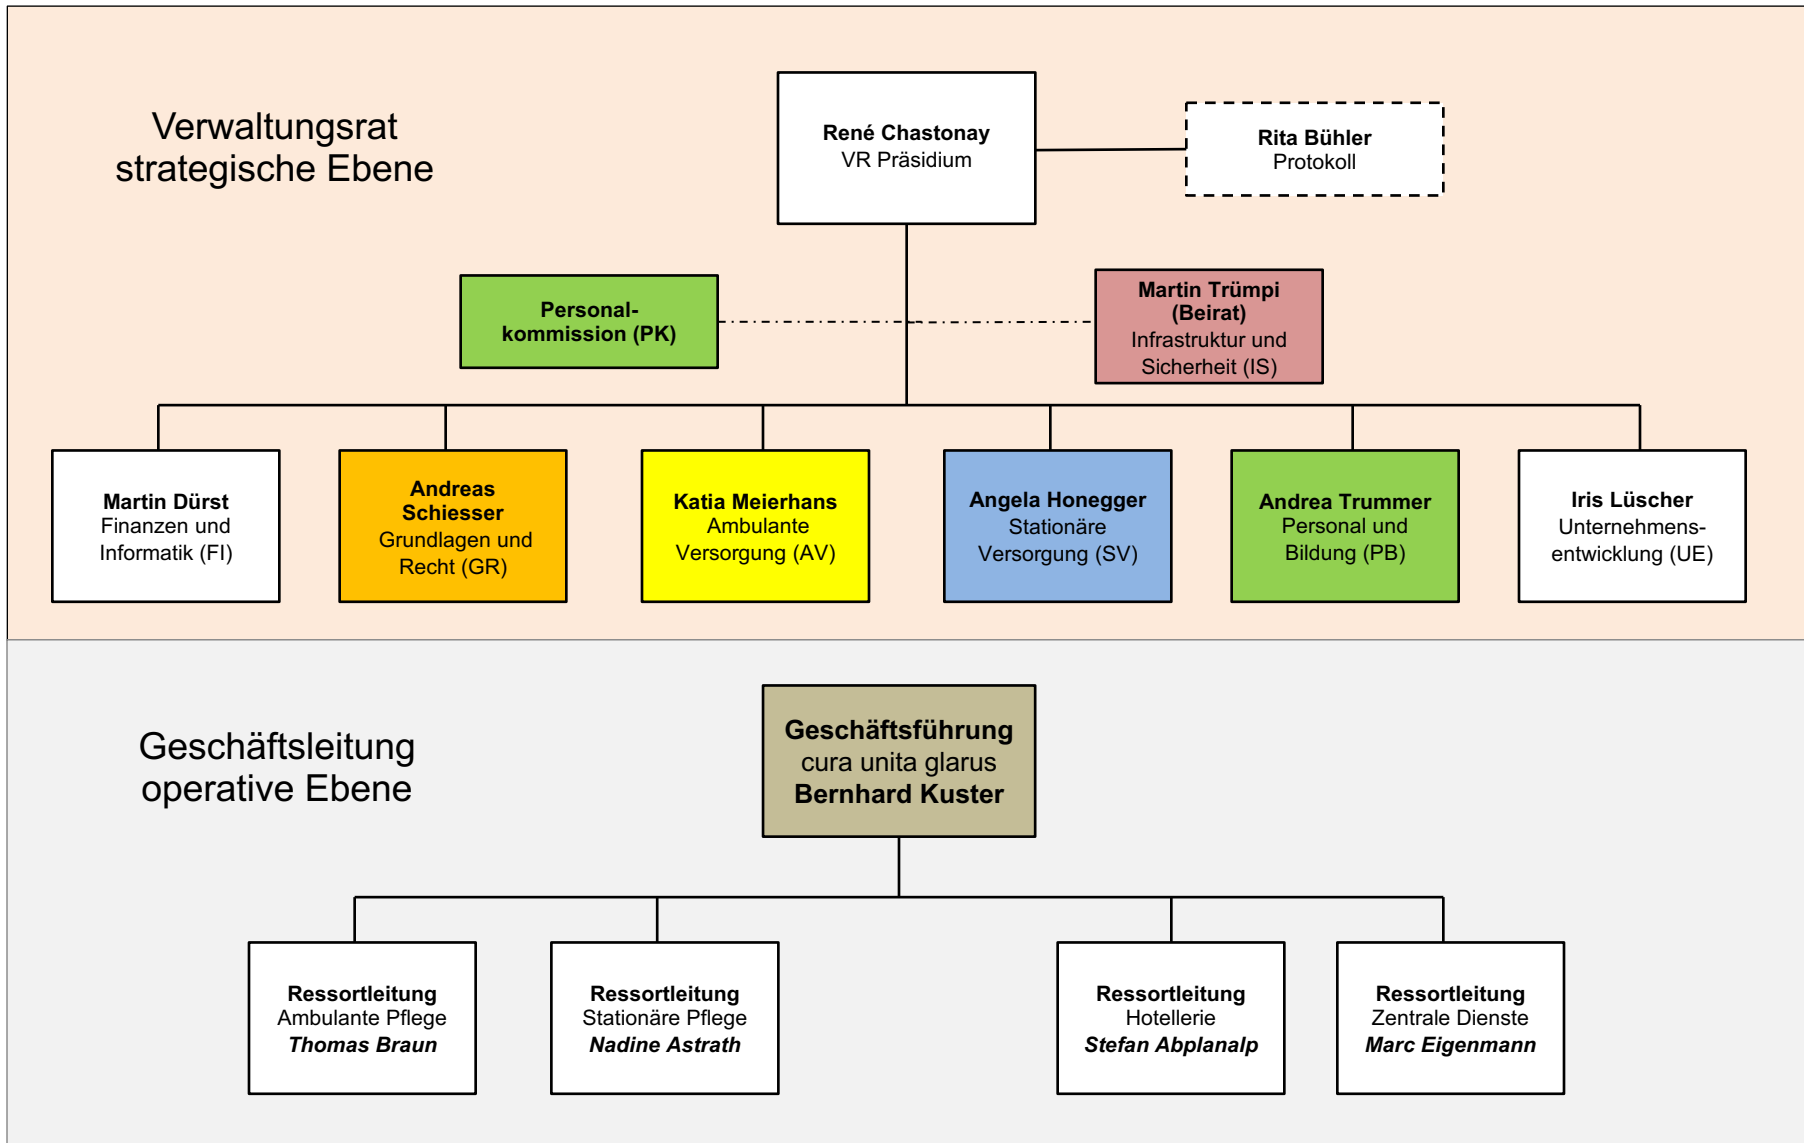 Verwaltungsrat
strategische Ebene
René Chastonay
VR Präsidium
Rita Bühler
Protokoll
Personal-
kommission (PK)
Martin Trümpi
(Beirat)
Infrastruktur und
Sicherheit (IS)
Martin Dürst
Finanzen und
Informatik (FI)
Andreas
Schiesser
Grundlagen und
Recht (GR)
Katia Meierhans
Ambulante
Versorgung (AV)
Angela Honegger
Stationäre
Versorgung (SV)
Andrea Trummer
Personal und
Bildung (PB)
Iris Lüscher
Unternehmens-
entwicklung (UE)
Geschäftsleitung
operative Ebene
Geschäftsführung
cura unita glarus
Bernhard Kuster
Ressortleitung
Ambulante Pflege
Thomas Braun
Ressortleitung
Stationäre Pflege
Nadine Astrath
Ressortleitung
Hotellerie
Stefan Abplanalp
Ressortleitung
Zentrale Dienste
Marc Eigenmann